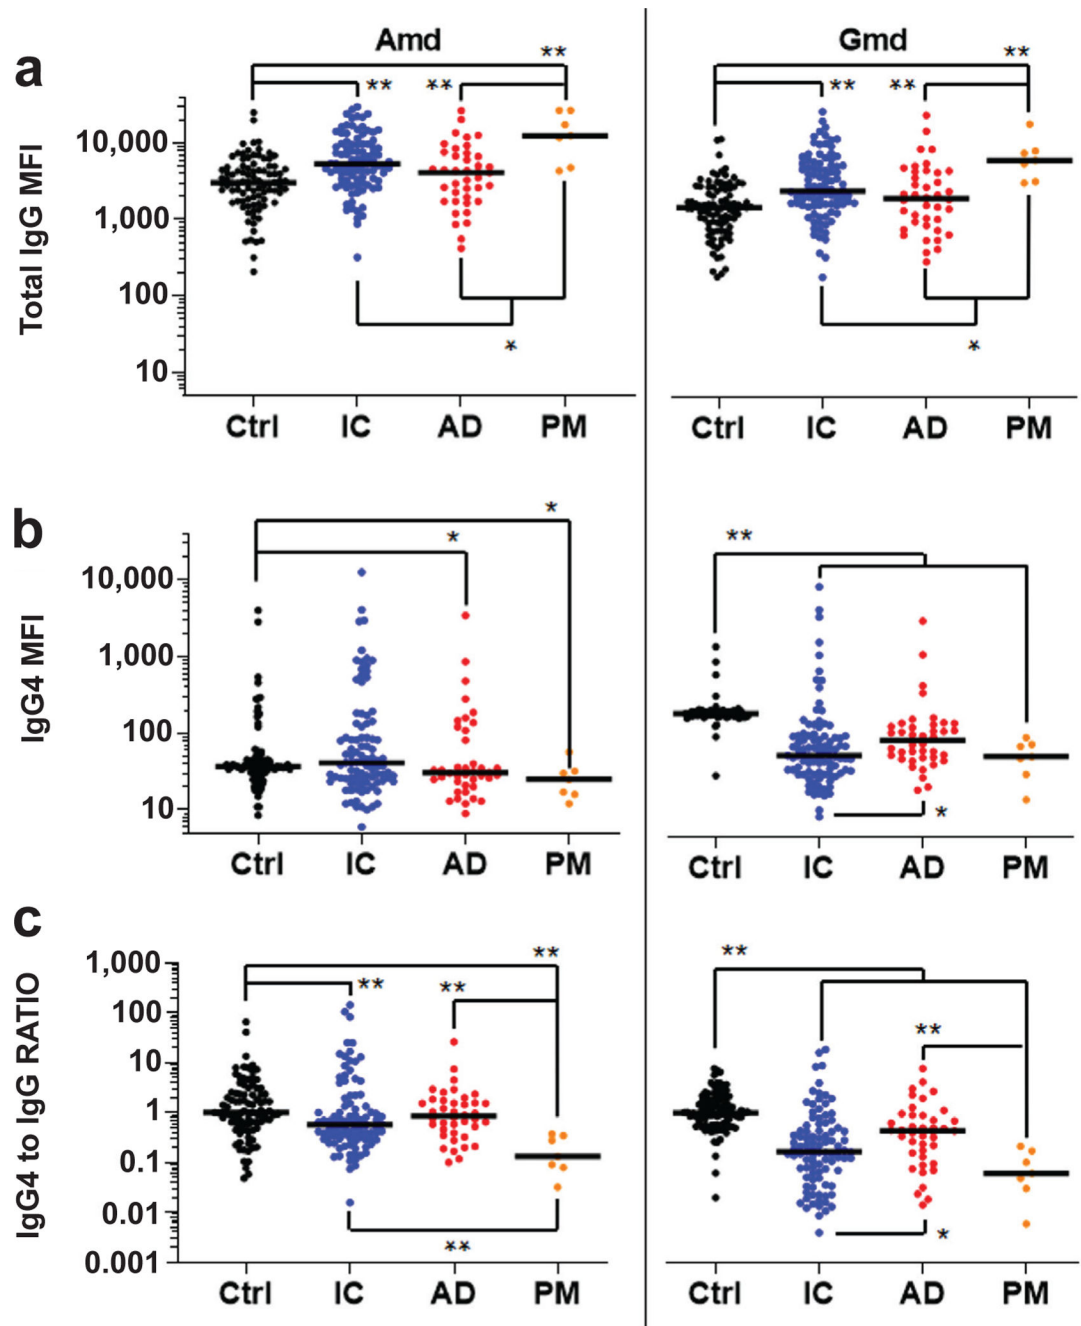 a
Amd
Gmd
**
**
**
**
**
**
**
Total IgG MFI
10,000
1,000
100
10
*
*
Ctrl IC AD PM
Ctrl IC AD PM
b
*
*
**
IgG4 MFI
10,000
1,000
100
10
*
Ctrl IC AD PM
Ctrl IC AD PM
c
**
**
**
**
**
IgG4 to IgG RATIO
1,000
100
10
1
0.1
0.01
0.001
**
*
Ctrl IC AD PM
Ctrl IC AD PM